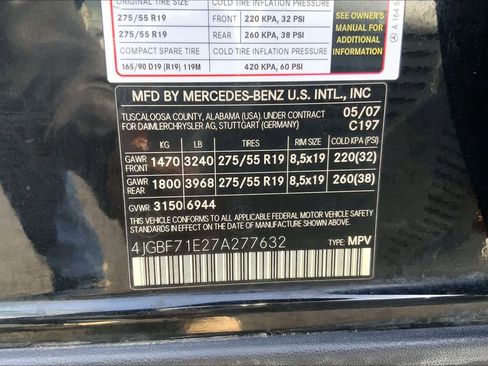 ORIGINAL TIRE COLD TIRE INFLATION PRESSURE
275/55 R19 FRONT 220 KPA, 32 PSI
275/55 R19 REAR 260 KPA, 38 PSI
COMPACT SPARE TIRE COLD TIRE INFLATION PRESSURE
165/90 D19 (R19) 119M 420 KPA, 60 PSI
SEE OWNER'S
MANUAL FOR
ADDITIONAL
INFORMATION
A 164 5
MFD BY MERCEDES-BENZ U.S. INTL., INC
TUSCALOOSA COUNTY, ALABAMA (USA). UNDER CONTRACT 05/07
FOR DAIMLERCHRYSLER AG, STUTTGART (GERMANY) C197
KG LB TIRES RIM SIZE COLD KPA (PSI)
GAWR FRONT 1470 3240 275/55 R19 8,5x19 220(32)
GAWR REAR 1800 3968 275/55 R19 8,5x19 260(38)
GVWR 3150 6944
THIS VEHICLE CONFORMS TO ALL APPLICABLE FEDERAL MOTOR VEHICLE SAFETY
STANDARDS IN EFFECT ON THE DATE OF MANUFACTURE SHOWN ABOVE.
4JGBF71E27A277632 TYPE: MPV